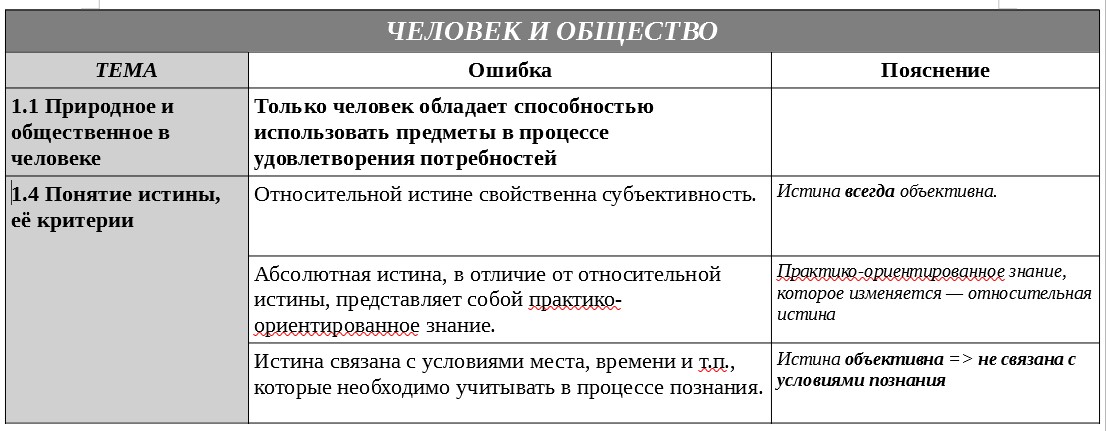 ЧЕЛОВЕК И ОБЩЕСТВО
ТЕМА
Ошибка
Пояснение
1.1 Природное и
общественное в
человеке
Только человек обладает способностью
использовать предметы в процессе
удовлетворения потребностей
1.4 Понятие истины,
её критерии
Относительной истине свойственна субъективность.
Истина всегда объективна.
Абсолютная истина, в отличие от относительной
истины, представляет собой практико-
ориентированное знание.
Практико-ориентированное знание,
которое изменяется — относительная
истина
Истина связана с условиями места, времени и т.п.,
которые необходимо учитывать в процессе познания.
Истина объективна => не связана с
условиями познания